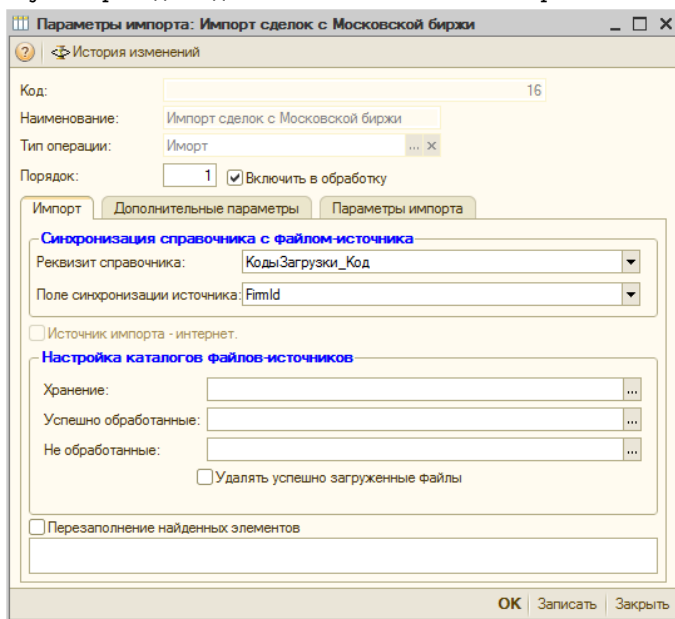 Параметры импорта: Импорт сделок с Московской биржи
История изменений
Код: 16
Наименование: Импорт сделок с Московской биржи
Тип операции: Иморт
Порядок: 1 Включить в обработку
Импорт Дополнительные параметры Параметры импорта
Синхронизация справочника с файлом-источника
Реквизит справочника: КодыЗагрузки_Код
Поле синхронизации источника: FirmId
Источник импорта - интернет.
Настройка каталогов файлов-источников
Хранение:
Успешно обработанные:
Не обработанные:
Удалять успешно загруженные файлы
Перезаполнение найденных элементов
OK Записать Закрыть